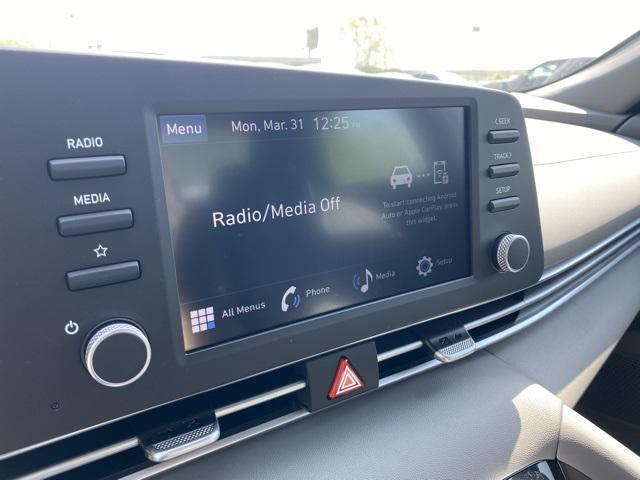 RADIO
MEDIA
Menu
Mon, Mar. 31 12:25 PM
Radio/Media Off
To start connecting Android
Auto or Apple CarPlay, press
this widget.
All Menus
Phone
Media
Setup
<SEEK
TRACK>
SETUP